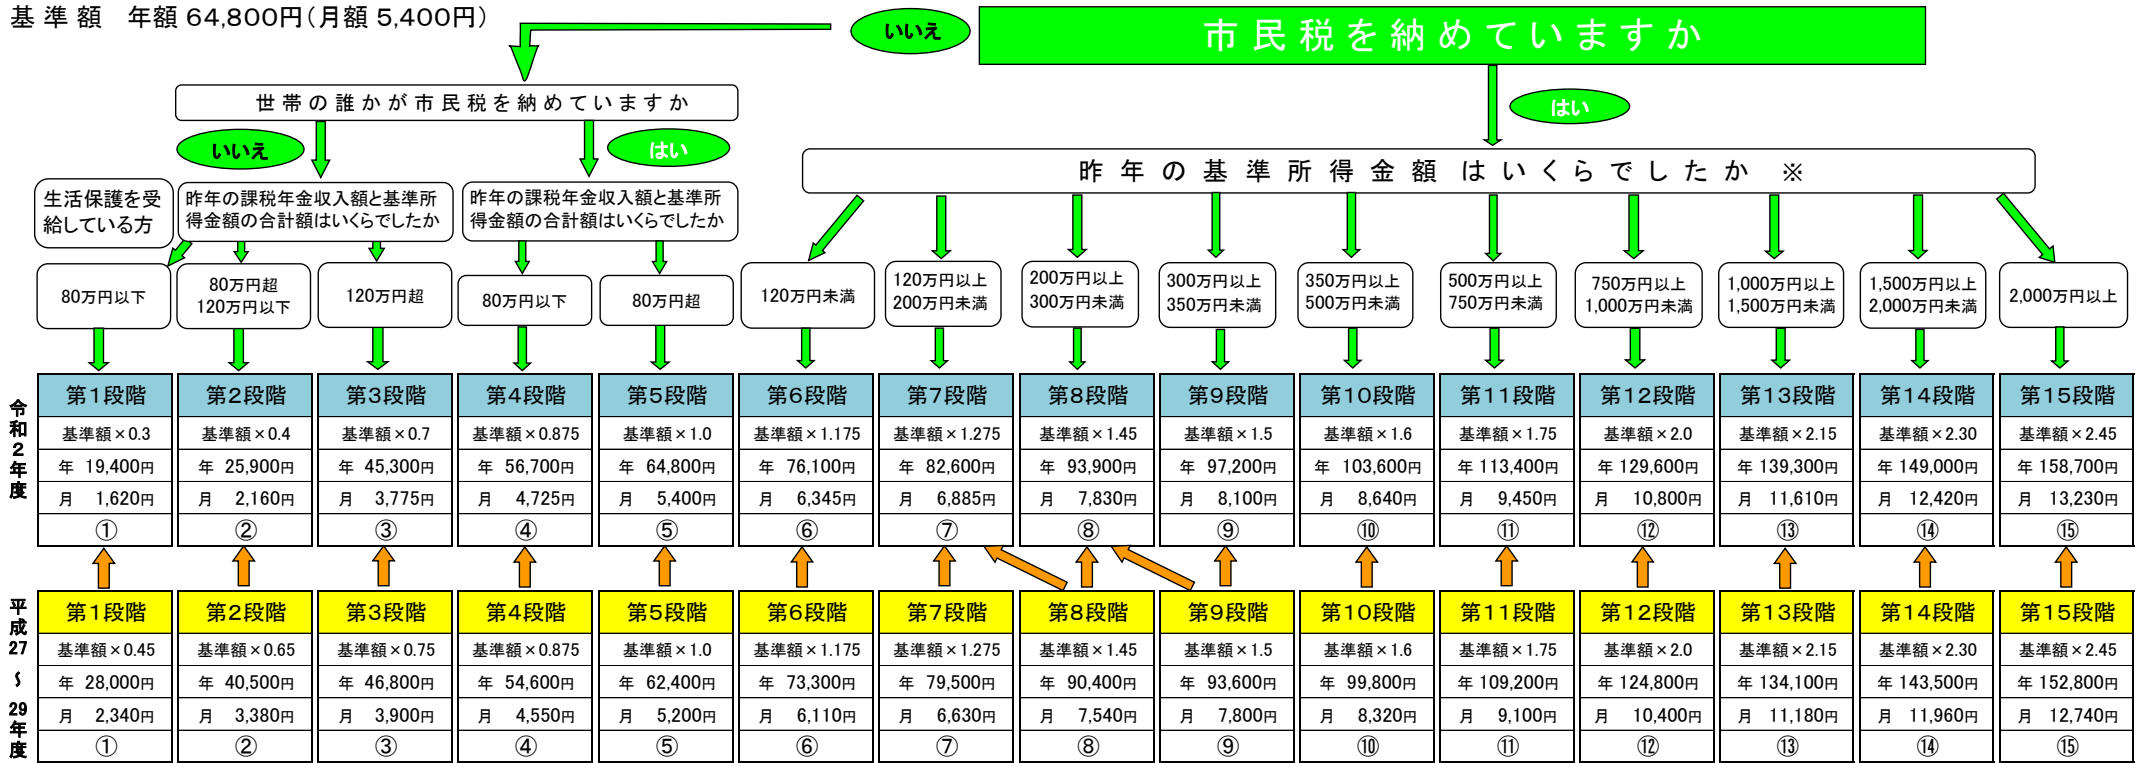 基準額 年額 64,800円（月額 5,400円）
いいえ
市民税を納めていますか
世帯の誰かが市民税を納めていますか
はい
いいえ
はい
昨年の基準所得金額はいくらでしたか ※
生活保護を受
給している方
昨年の課税年金収入額と基準所
得金額の合計額はいくらでしたか
昨年の課税年金収入額と基準所
得金額の合計額はいくらでしたか
80万円以下
80万円超
120万円以下
120万円超
80万円以下
80万円超
120万円未満
120万円以上
200万円未満
200万円以上
300万円未満
300万円以上
350万円未満
350万円以上
500万円未満
500万円以上
750万円未満
750万円以上
1,000万円未満
1,000万円以上
1,500万円未満
1,500万円以上
2,000万円未満
2,000万円以上
令和2年度
第1段階 第2段階 第3段階 第4段階 第5段階 第6段階 第7段階 第8段階 第9段階 第10段階 第11段階 第12段階 第13段階 第14段階 第15段階
基準額×0.3 基準額×0.4 基準額×0.7 基準額×0.875 基準額×1.0 基準額×1.175 基準額×1.275 基準額×1.45 基準額×1.5 基準額×1.6 基準額×1.75 基準額×2.0 基準額×2.15 基準額×2.30 基準額×2.45
年 19,400円 年 25,900円 年 45,300円 年 56,700円 年 64,800円 年 76,100円 年 82,600円 年 93,900円 年 97,200円 年 103,600円 年 113,400円 年 129,600円 年 139,300円 年 149,000円 年 158,700円
月 1,620円 月 2,160円 月 3,775円 月 4,725円 月 5,400円 月 6,345円 月 6,885円 月 7,830円 月 8,100円 月 8,640円 月 9,450円 月 10,800円 月 11,610円 月 12,420円 月 13,230円
① ② ③ ④ ⑤ ⑥ ⑦ ⑧ ⑨ ⑩ ⑪ ⑫ ⑬ ⑭ ⑮
平成27～29年度
第1段階 第2段階 第3段階 第4段階 第5段階 第6段階 第7段階 第8段階 第9段階 第10段階 第11段階 第12段階 第13段階 第14段階 第15段階
基準額×0.45 基準額×0.65 基準額×0.75 基準額×0.875 基準額×1.0 基準額×1.175 基準額×1.275 基準額×1.45 基準額×1.5 基準額×1.6 基準額×1.75 基準額×2.0 基準額×2.15 基準額×2.30 基準額×2.45
年 28,000円 年 40,500円 年 46,800円 年 54,600円 年 62,400円 年 73,300円 年 79,500円 年 90,400円 年 93,600円 年 99,800円 年 109,200円 年 124,800円 年 134,100円 年 143,500円 年 152,800円
月 2,340円 月 3,380円 月 3,900円 月 4,550円 月 5,200円 月 6,110円 月 6,630円 月 7,540円 月 7,800円 月 8,320円 月 9,100円 月 10,400円 月 11,180円 月 11,960円 月 12,740円
① ② ③ ④ ⑤ ⑥ ⑦ ⑧ ⑨ ⑩ ⑪ ⑫ ⑬ ⑭ ⑮